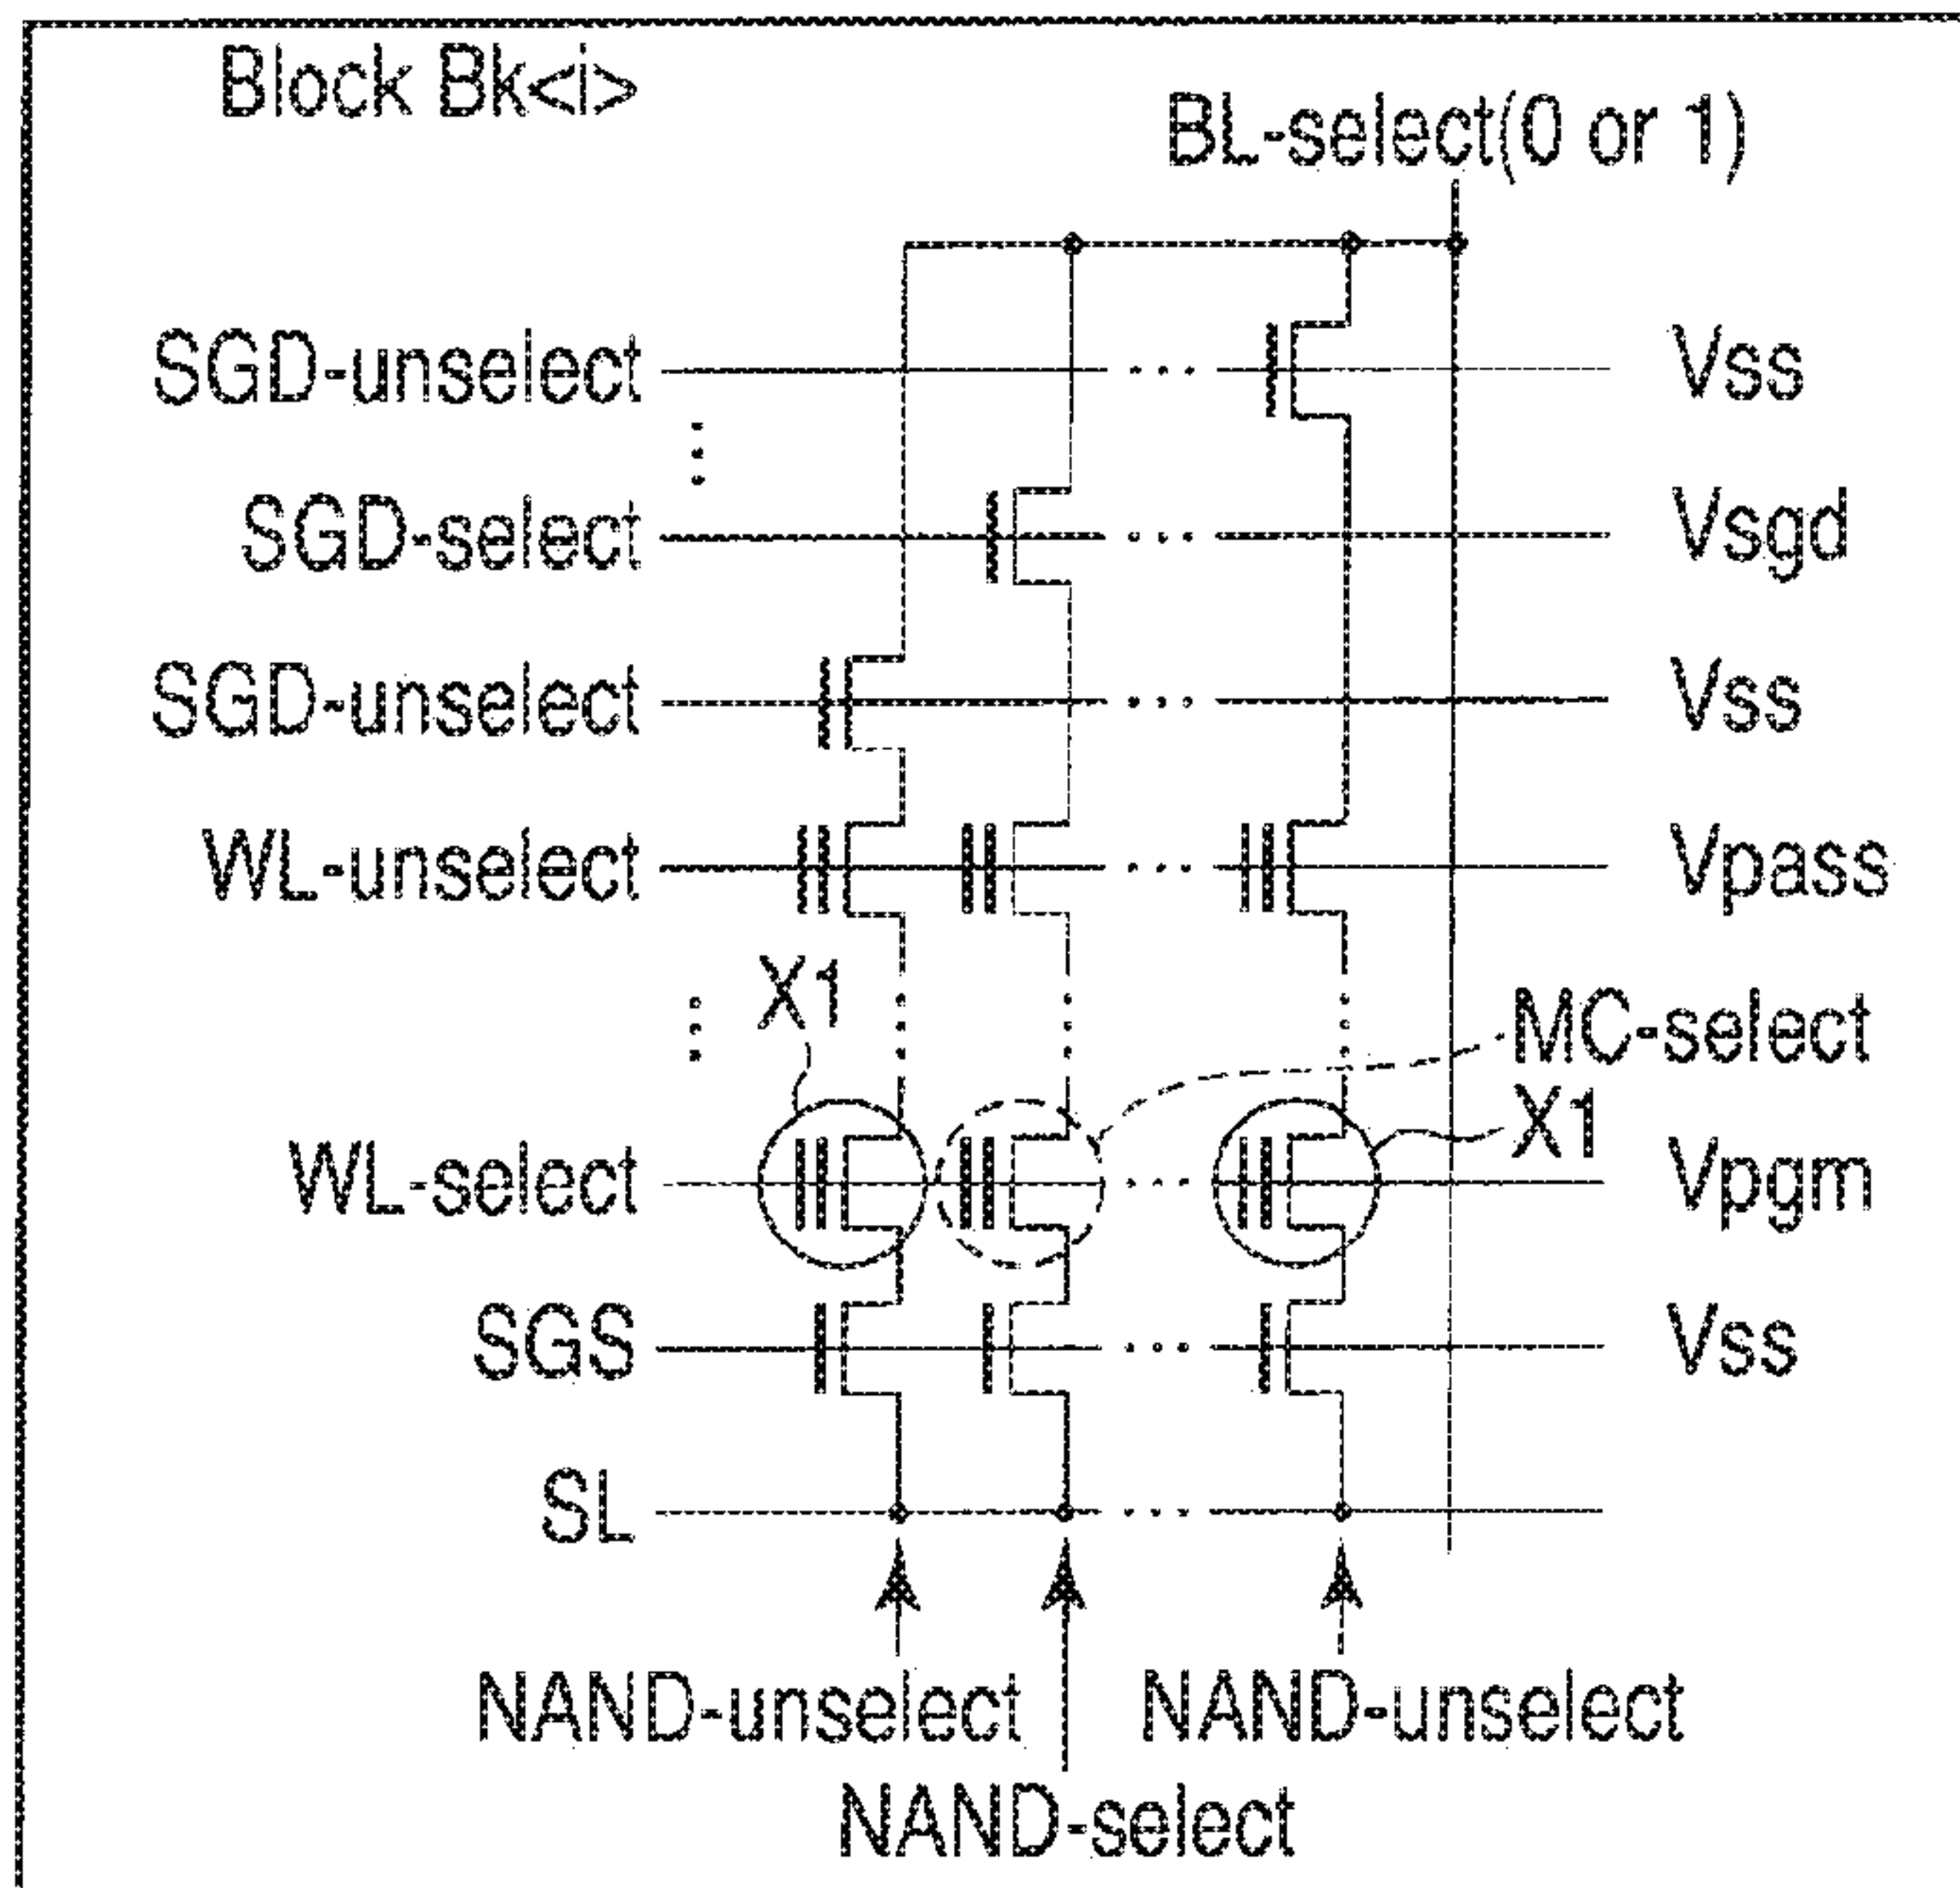 Block Bk<i>
BL-select(0 or 1)
SGD-unselect Vss
SGD-select Vsgd
SGD-unselect Vss
WL-unselect Vpass
X1 MC-select
X1
WL-select Vpgm
SGS Vss
SL
NAND-unselect NAND-unselect
NAND-select